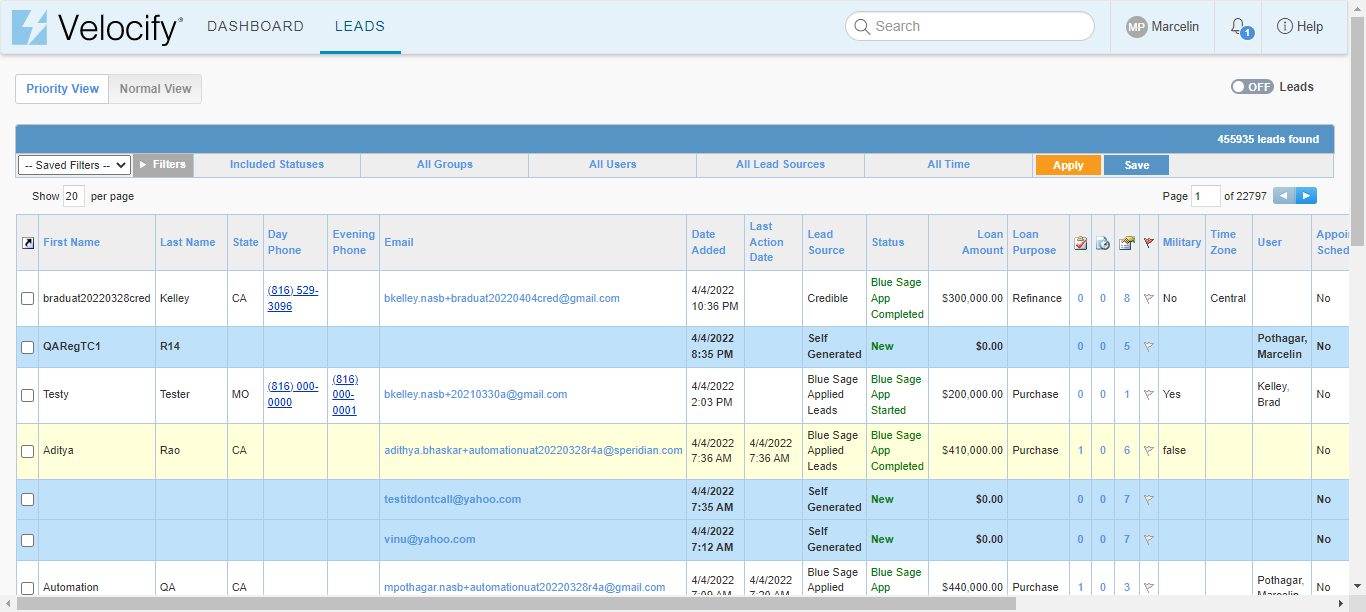 Velocify® DASHBOARD LEADS Search MP Marcelin 1 Help
Priority View Normal View OFF Leads
455935 leads found
-- Saved Filters -- Filters Included Statuses All Groups All Users All Lead Sources All Time Apply Save
Show 20 per page Page 1 of 22797
First Name Last Name State Day Phone Evening Phone Email Date Added Last Action Date Lead Source Status Loan Amount Loan Purpose Military Time Zone User Appoi Sched
braduat20220328cred Kelley CA (816) 529-3096 bkelley.nasb+braduat20220404cred@gmail.com 4/4/2022 10:36 PM Credible Blue Sage App Completed $300,000.00 Refinance 0 0 8 No Central No
QARegTC1 R14 4/4/2022 8:35 PM Self Generated New $0.00 0 0 5 Pothagar, Marcelin No
Testy Tester MO (816) 000-0000 (816) 000-0001 bkelley.nasb+20210330a@gmail.com 4/4/2022 2:03 PM Blue Sage Applied Leads Blue Sage App Started $200,000.00 Purchase 0 0 1 Yes Kelley, Brad No
Aditya Rao CA adithya.bhaskar+automationuat20220328r4a@speridian.com 4/4/2022 7:36 AM 4/4/2022 7:36 AM Blue Sage Applied Leads Blue Sage App Completed $410,000.00 Purchase 1 0 6 false No
testitdontcall@yahoo.com 4/4/2022 7:35 AM Self Generated New $0.00 0 0 7 No
vinu@yahoo.com 4/4/2022 7:12 AM Self Generated New $0.00 0 0 7 No
Automation QA CA mpothagar.nasb+automationuat20220328r4a@gmail.com 4/4/2022 4/4/2022 Blue Sage Applied Blue Sage App $440,000.00 Purchase 1 0 3 Pothagar, No